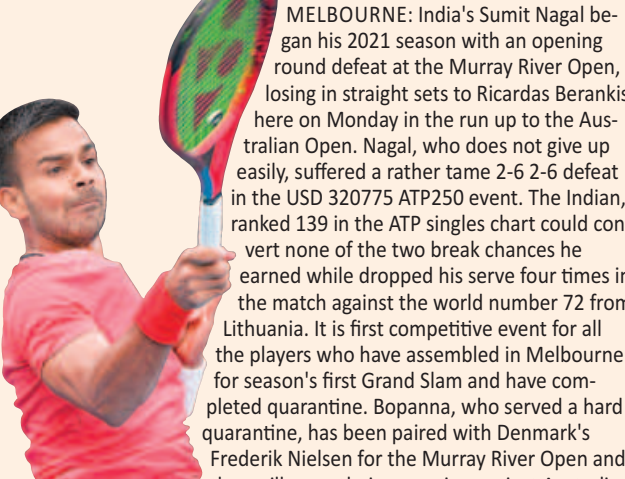 MELBOURNE: India's Sumit Nagal be-
gan his 2021 season with an opening
round defeat at the Murray River Open,
losing in straight sets to Ricardas Berankis
here on Monday in the run up to the Aus-
tralian Open. Nagal, who does not give up
easily, suffered a rather tame 2-6 2-6 defeat
in the USD 320775 ATP250 event. The Indian,
ranked 139 in the ATP singles chart could con
vert none of the two break chances he
earned while dropped his serve four times in
the match against the world number 72 from
Lithuania. It is first competitive event for all
the players who have assembled in Melbourne
for season's first Grand Slam and have com-
pleted quarantine. Bopanna, who served a hard
quarantine, has been paired with Denmark's
Frederik Nielsen for the Murray River Open and